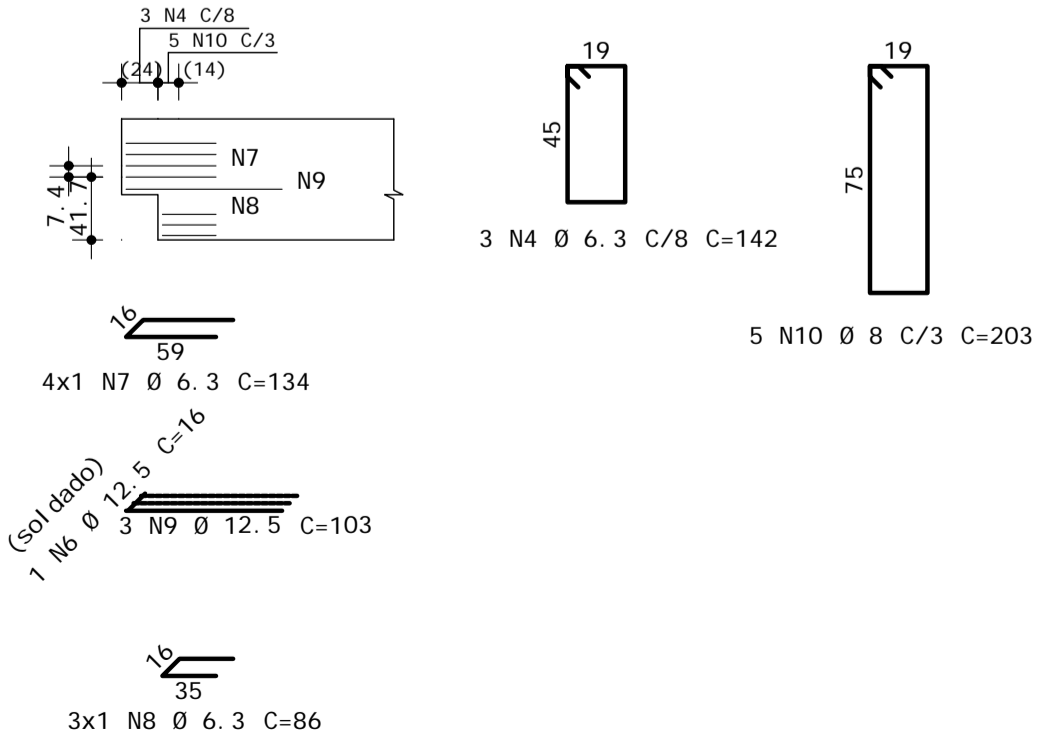 3 N4 C/8
5 N10 C/3
(24) (14)
N7
N9
N8
7.4
41.7
19
45
3 N4 Ø 6.3 C/8 C=142
19
75
5 N10 Ø 8 C/3 C=203
16
59
4x1 N7 Ø 6.3 C=134
(soldado)
1 N6 Ø 12.5 C=16
3 N9 Ø 12.5 C=103
16
35
3x1 N8 Ø 6.3 C=86